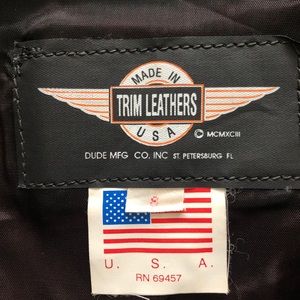 MADE IN
TRIM LEATHERS
USA
© MCMXCIII
DUDE MFG CO. INC ST. PETERSBURG FL
S
U. S. A.
RN 69457